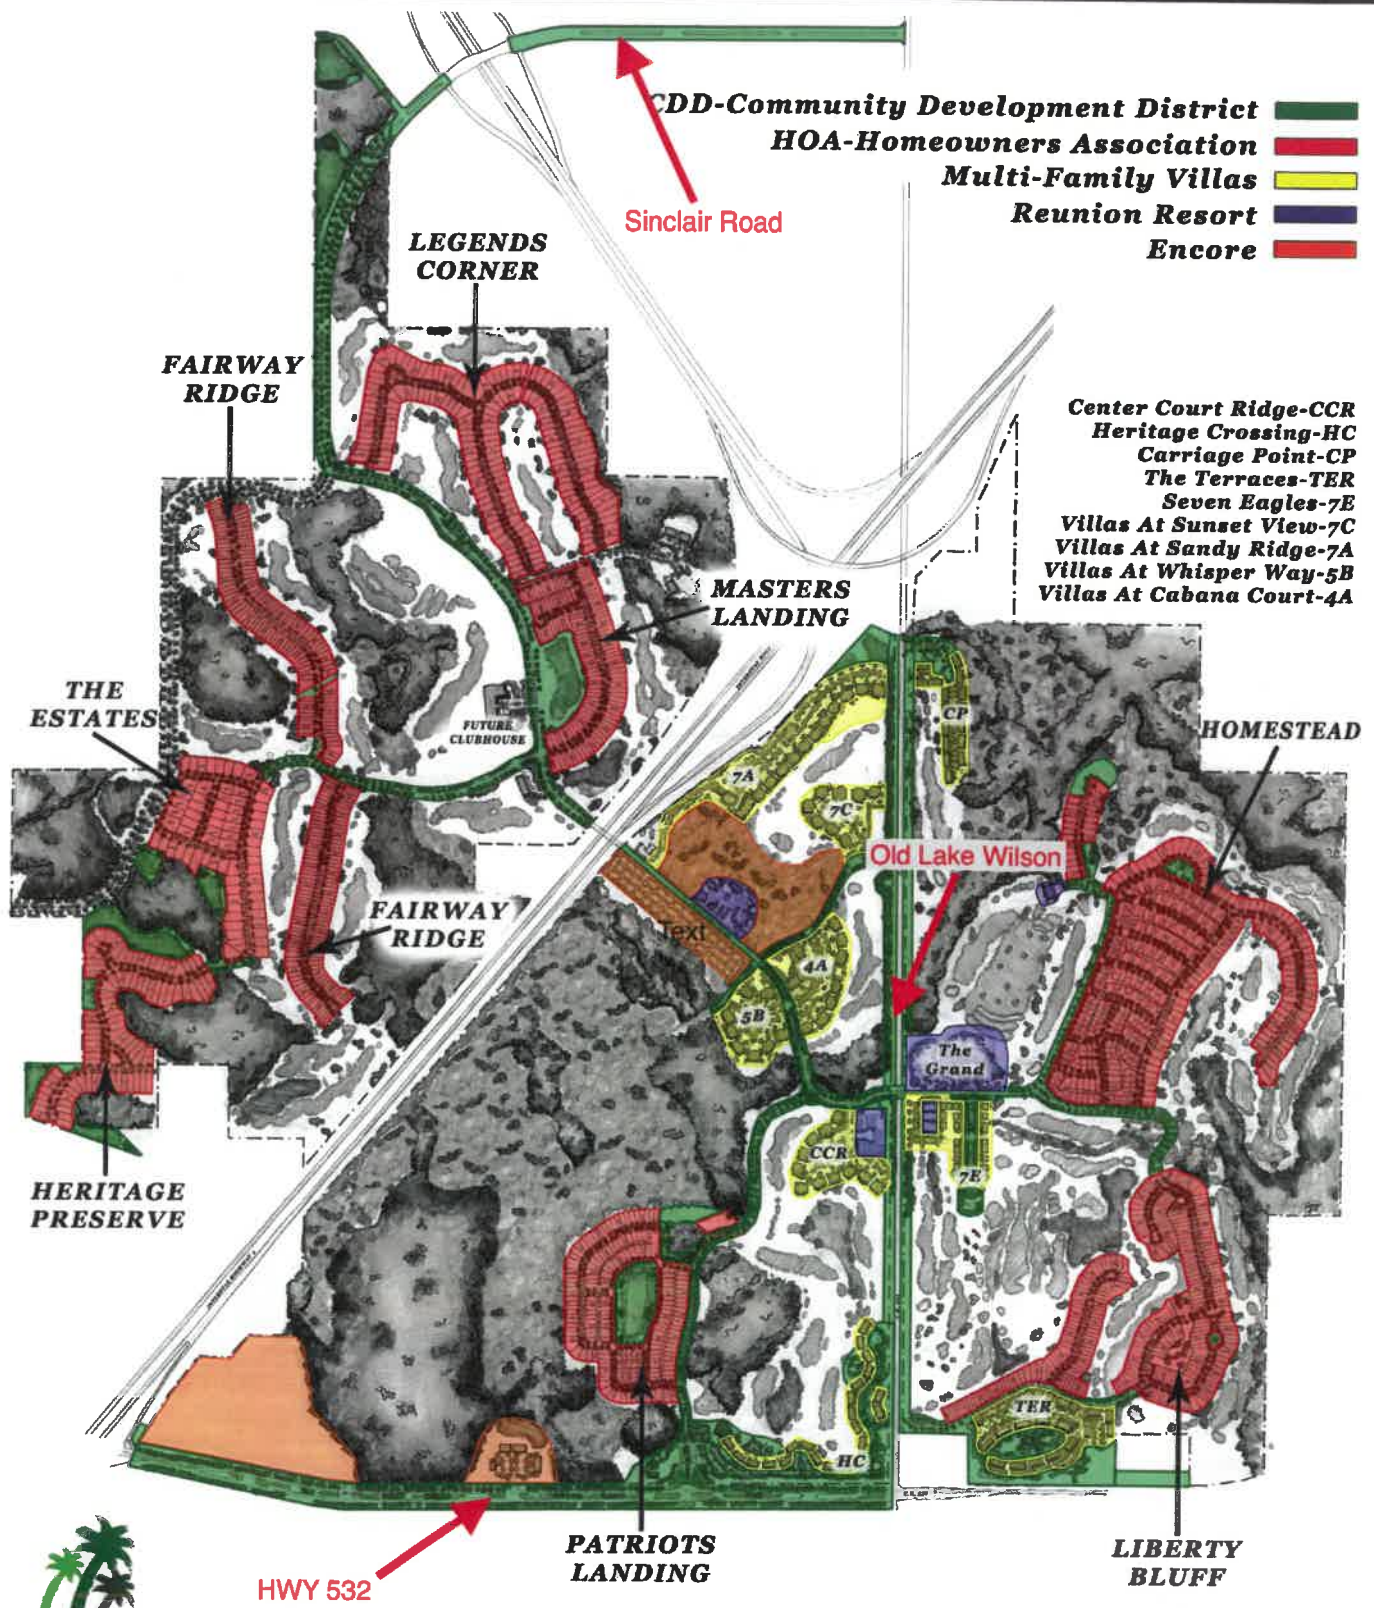 CDD-Community Development District
HOA-Homeowners Association
Multi-Family Villas
Reunion Resort
Encore
Sinclair Road
LEGENDS
CORNER
FAIRWAY
RIDGE
Center Court Ridge-CCR
Heritage Crossing-HC
Carriage Point-CP
The Terraces-TER
Seven Eagles-7E
Villas At Sunset View-7C
Villas At Sandy Ridge-7A
Villas At Whisper Way-5B
Villas At Cabana Court-4A
MASTERS
LANDING
THE
ESTATES
FUTURE
CLUBHOUSE
CP
HOMESTEAD
7A
7C
Old Lake Wilson
FAIRWAY
RIDGE
Text
4A
5B
The
Grand
CCR
7E
HERITAGE
PRESERVE
TER
HC
PATRIOTS
LANDING
LIBERTY
BLUFF
HWY 532